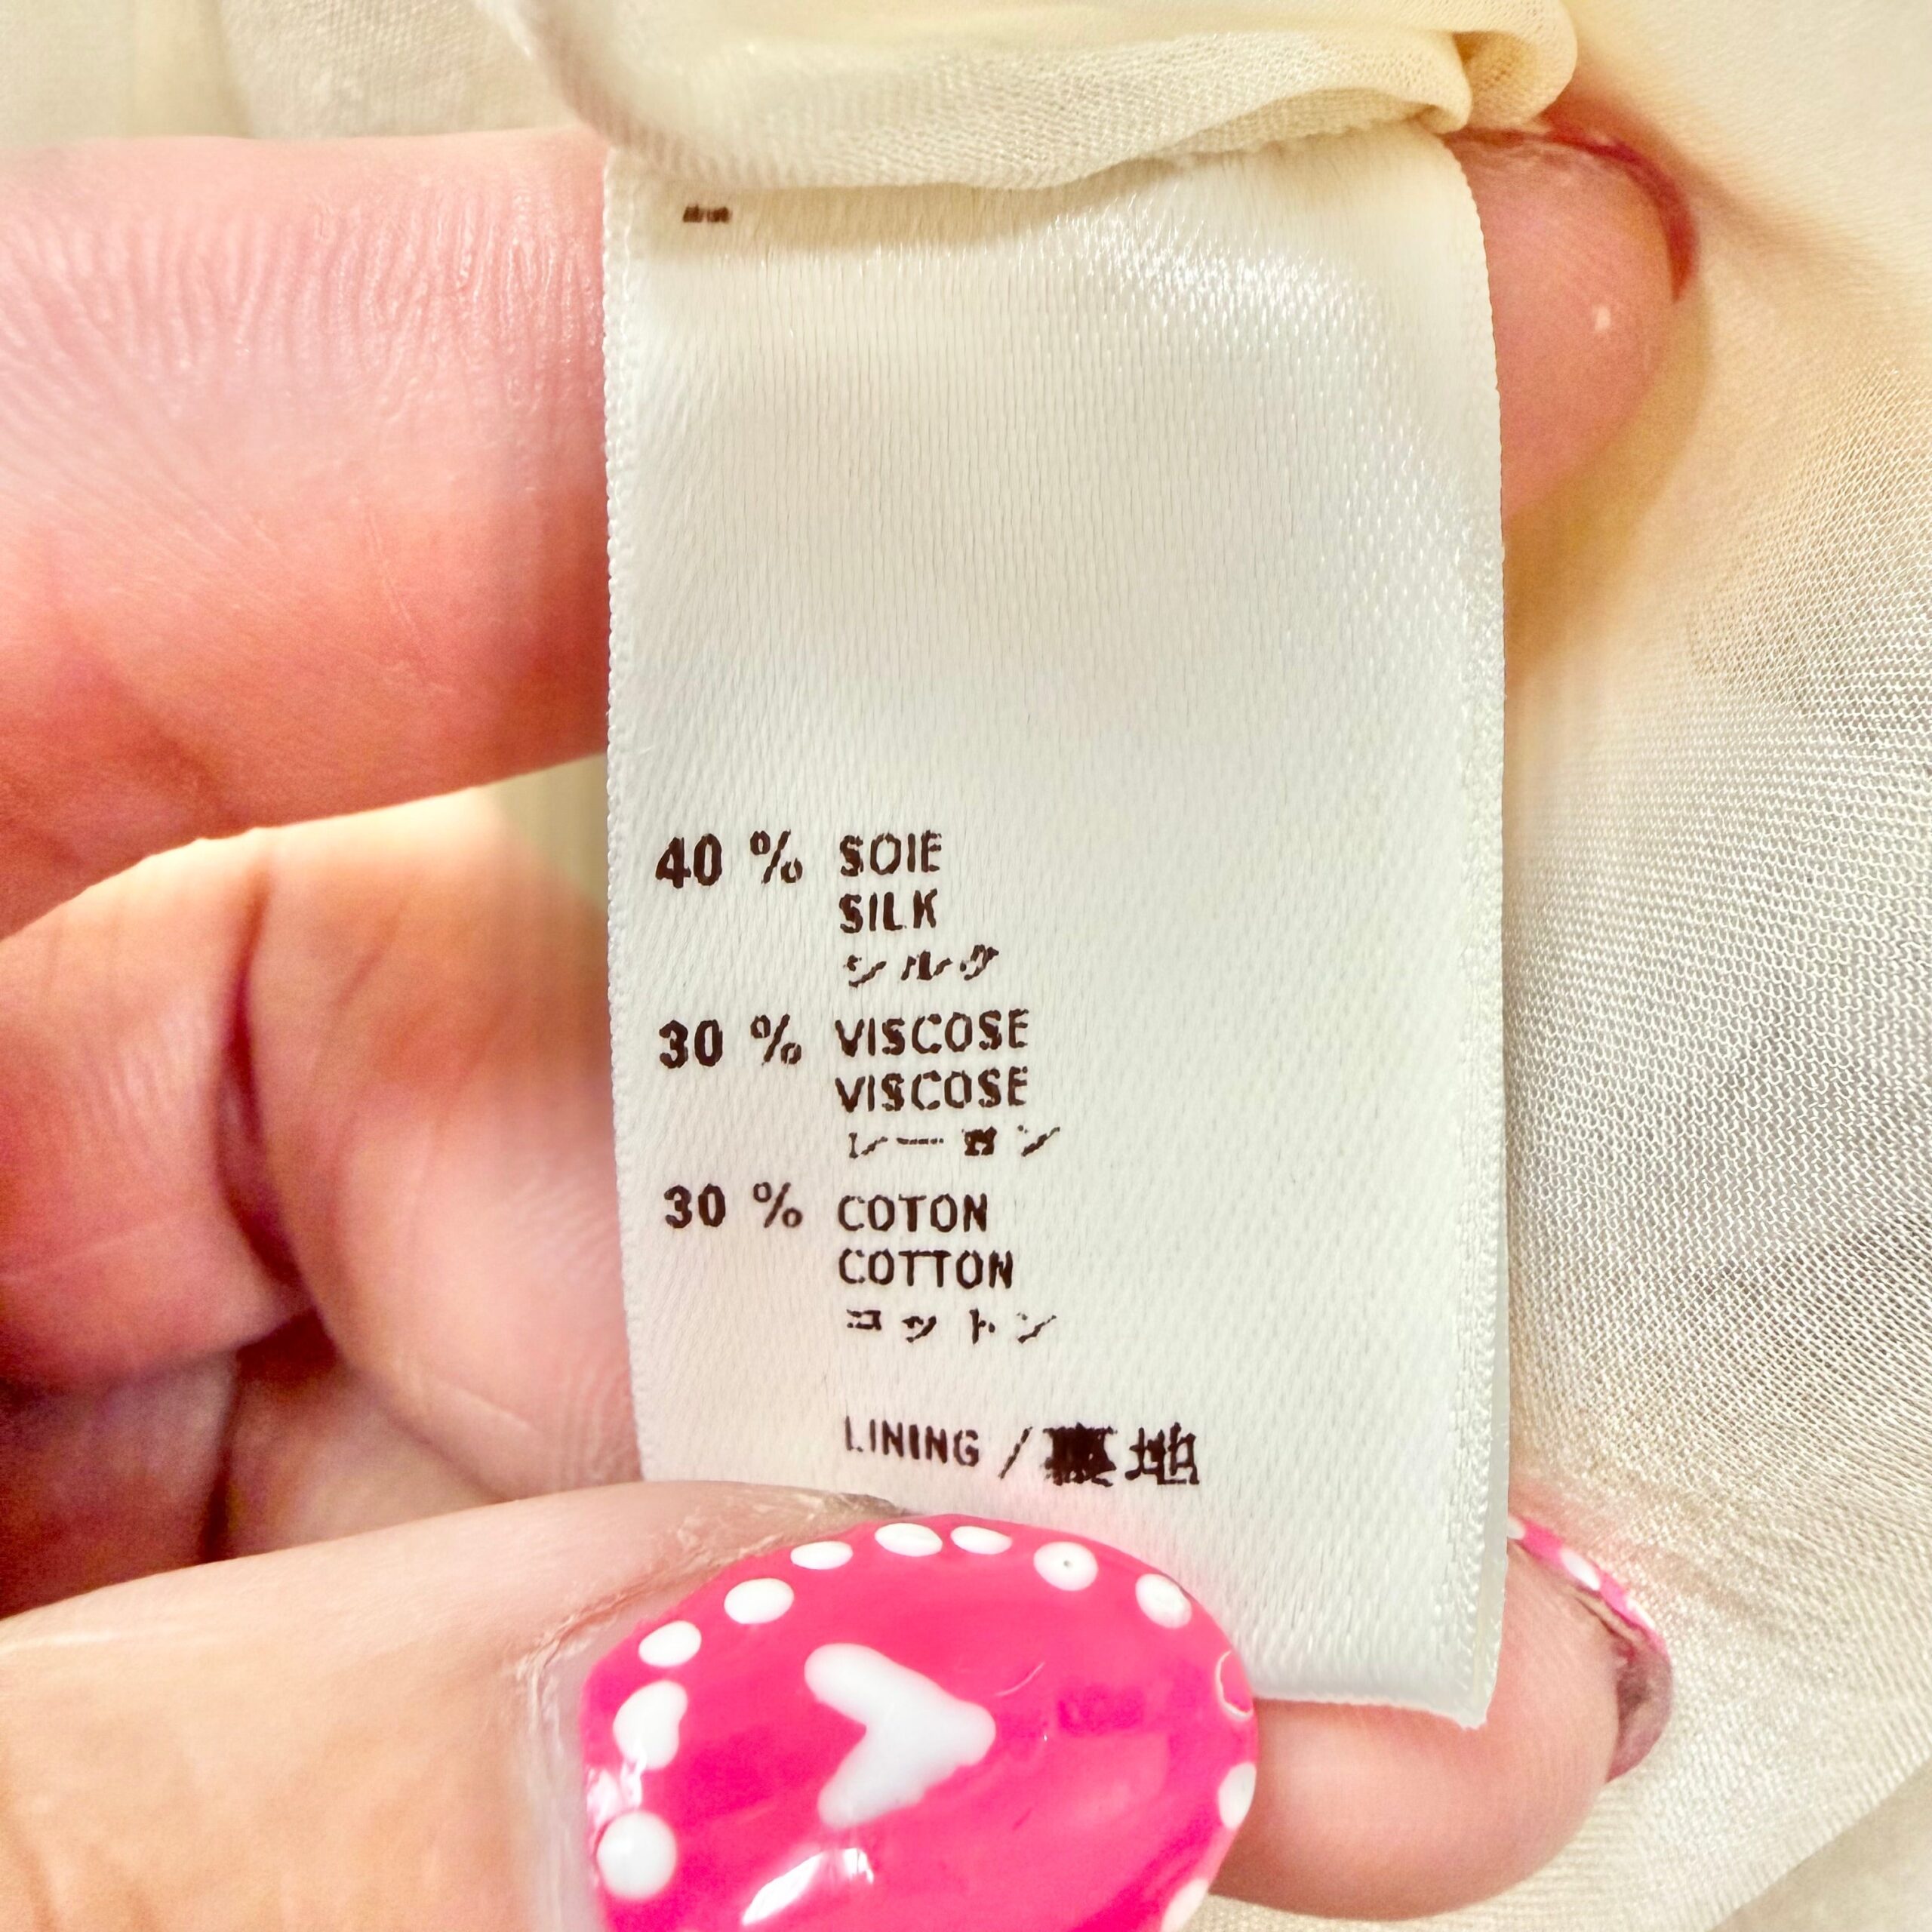 40 % SOIE
SILK
シルク
30 % VISCOSE
VISCOSE
レーヨン
30 % COTON
COTTON
コットン
LINING / 裏地